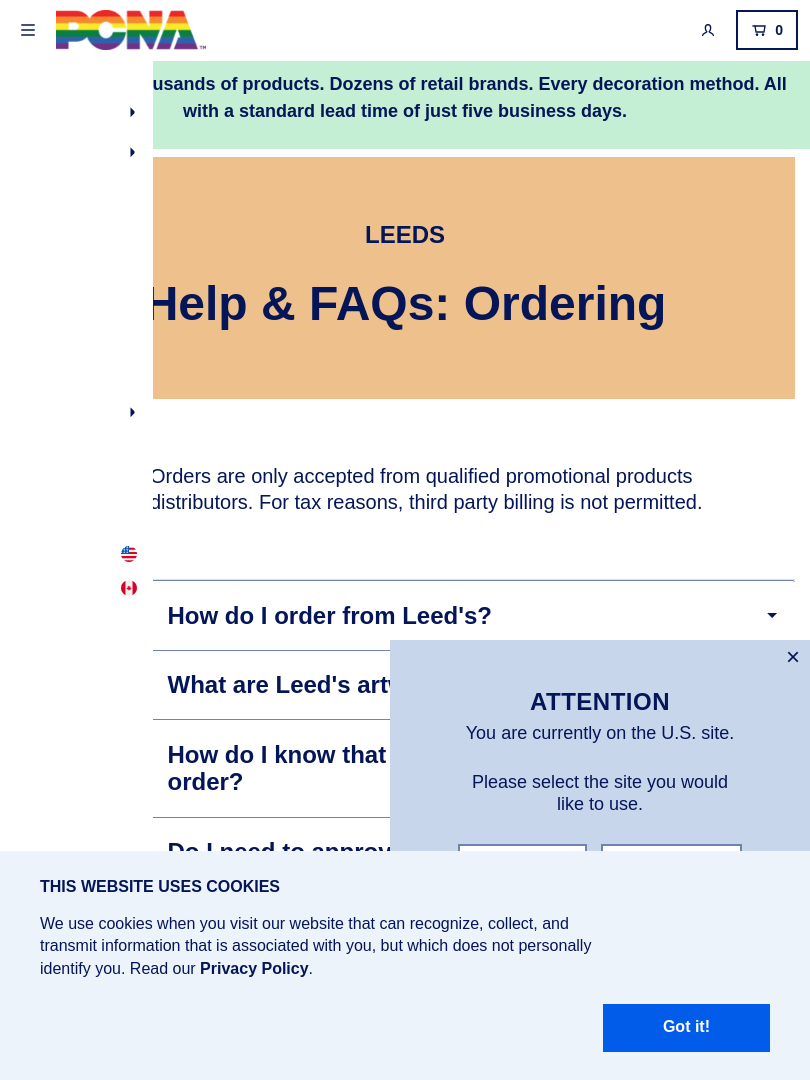 PCNA
0
usands of products. Dozens of retail brands. Every decoration method. All
with a standard lead time of just five business days.
LEEDS
Help & FAQs: Ordering
Orders are only accepted from qualified promotional products
distributors. For tax reasons, third party billing is not permitted.
How do I order from Leed's?
What are Leed's art
How do I know that
order?
Do I need to approv
×
ATTENTION
You are currently on the U.S. site.
Please select the site you would
like to use.
THIS WEBSITE USES COOKIES
We use cookies when you visit our website that can recognize, collect, and
transmit information that is associated with you, but which does not personally
identify you. Read our Privacy Policy.
Got it!